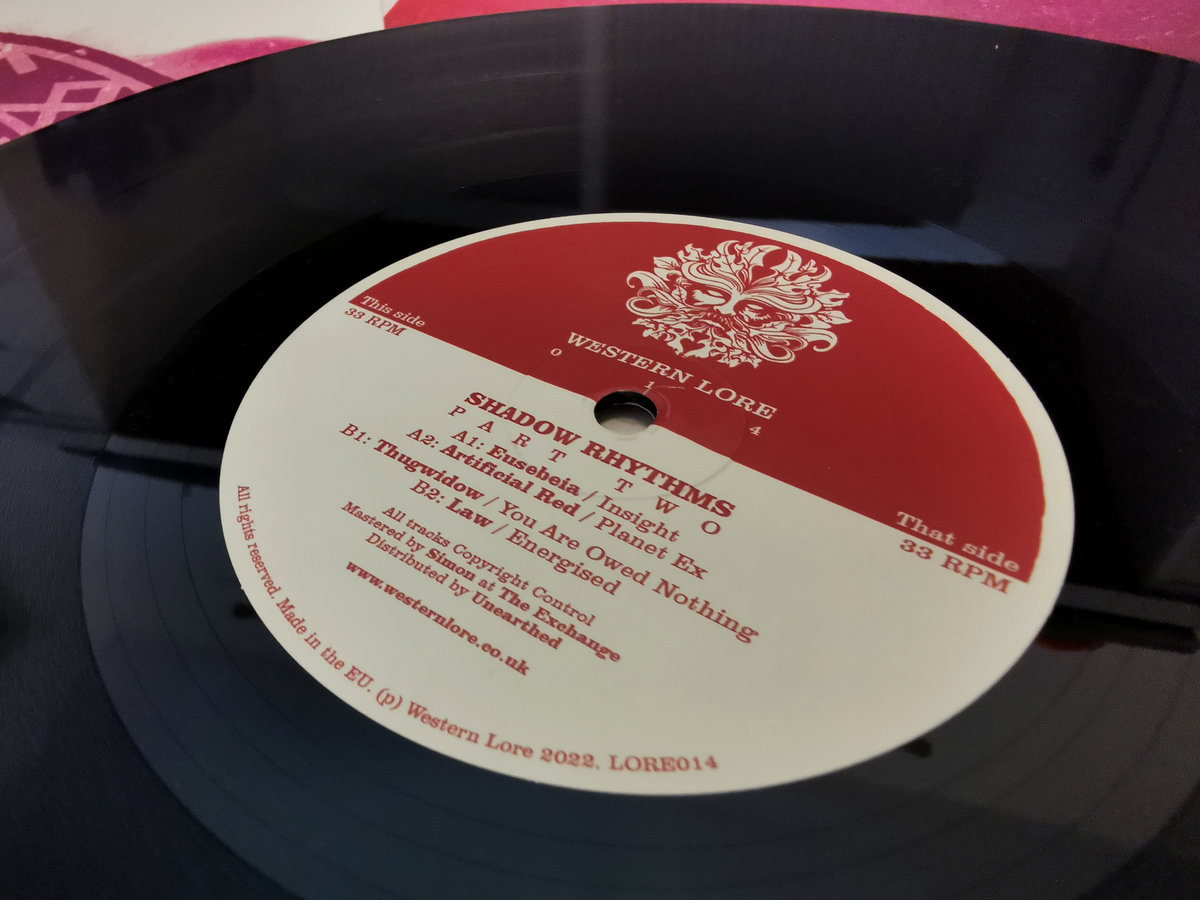 WESTERN LORE
0 1 4
This side
33 RPM
That side
33 RPM
SHADOW RHYTHMS
PART TWO
A1: Eusebeia / Insight
A2: Artificial Red / Planet Ex
B1: Thugwidow / You Are Owed Nothing
B2: Law / Energised
All tracks Copyright Control
Mastered by Simon at The Exchange
Distributed by Unearthed
www.westernlore.co.uk
All rights reserved. Made in the EU. (p) Western Lore 2022. LORE014